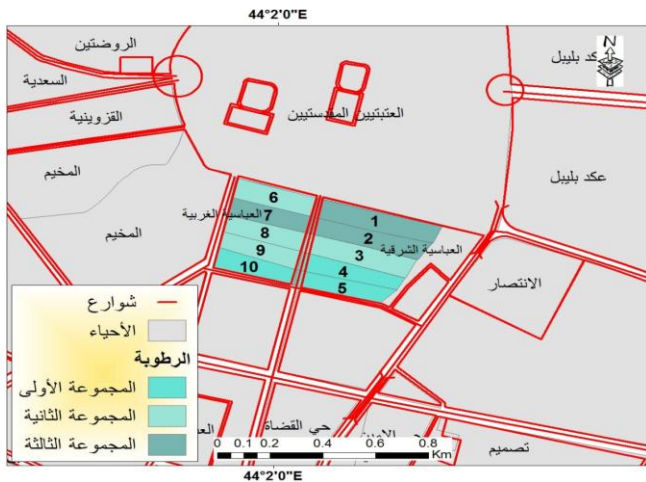 44°2'0"E
الروضتين
السعدية
القزوينية
المخيم
المخيم
العتبتيين المقدستيين
كد بليبل
N
عكد بليبل
العباسية الغربية
العباسية الشرقية
6
7
8
9
10
1
2
3
4
5
الانتصار
شوارع
الأحياء
الرطوبة
المجموعة الأولى
المجموعة الثانية
المجموعة الثالثة
حي القضاة
تصميم
0 0.1 0.2 0.4 0.6 0.8
Km
44°2'0"E